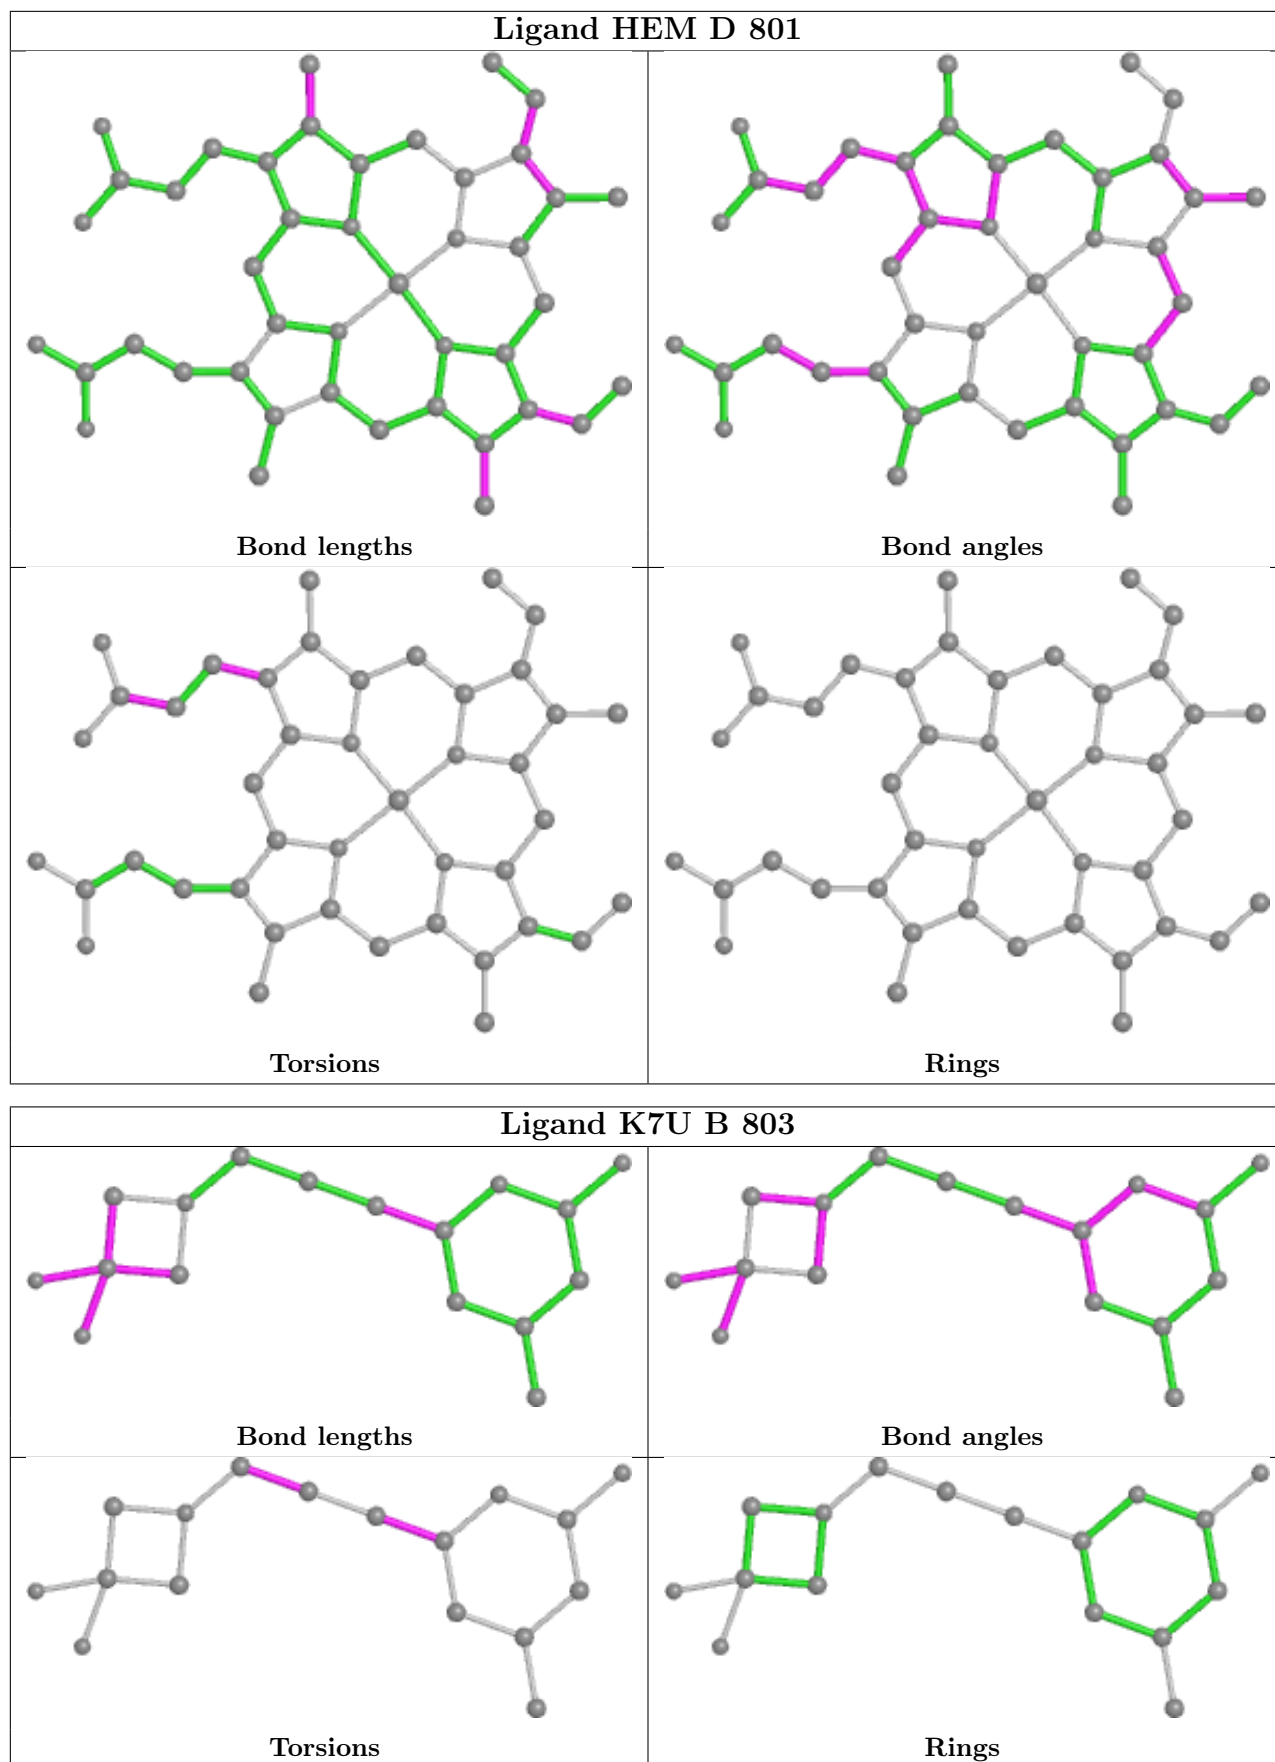 Ligand HEM D 801
Bond lengths
Bond angles
Torsions
Rings
Ligand K7U B 803
Bond lengths
Bond angles
Torsions
Rings